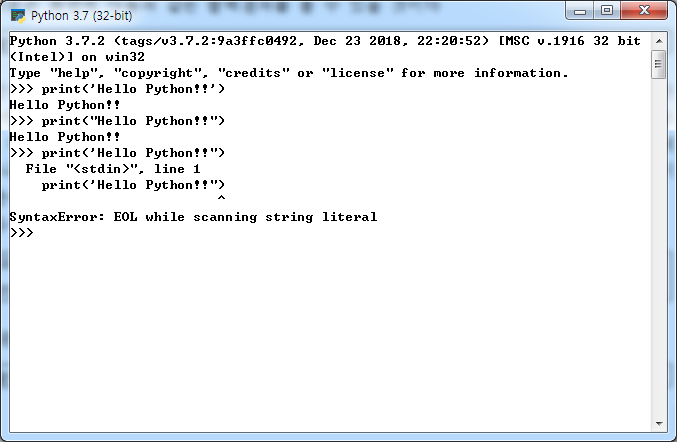 Python 3.7 (32-bit)
Python 3.7.2 (tags/v3.7.2:9a3ffc0492, Dec 23 2018, 22:20:52) [MSC v.1916 32 bit
(Intel)] on win32
Type "help", "copyright", "credits" or "license" for more information.
>>> print('Hello Python!!')
Hello Python!!
>>> print("Hello Python!!")
Hello Python!!
>>> print('Hello Python!!")
  File "<stdin>", line 1
    print('Hello Python!!")
                          ^
SyntaxError: EOL while scanning string literal
>>>